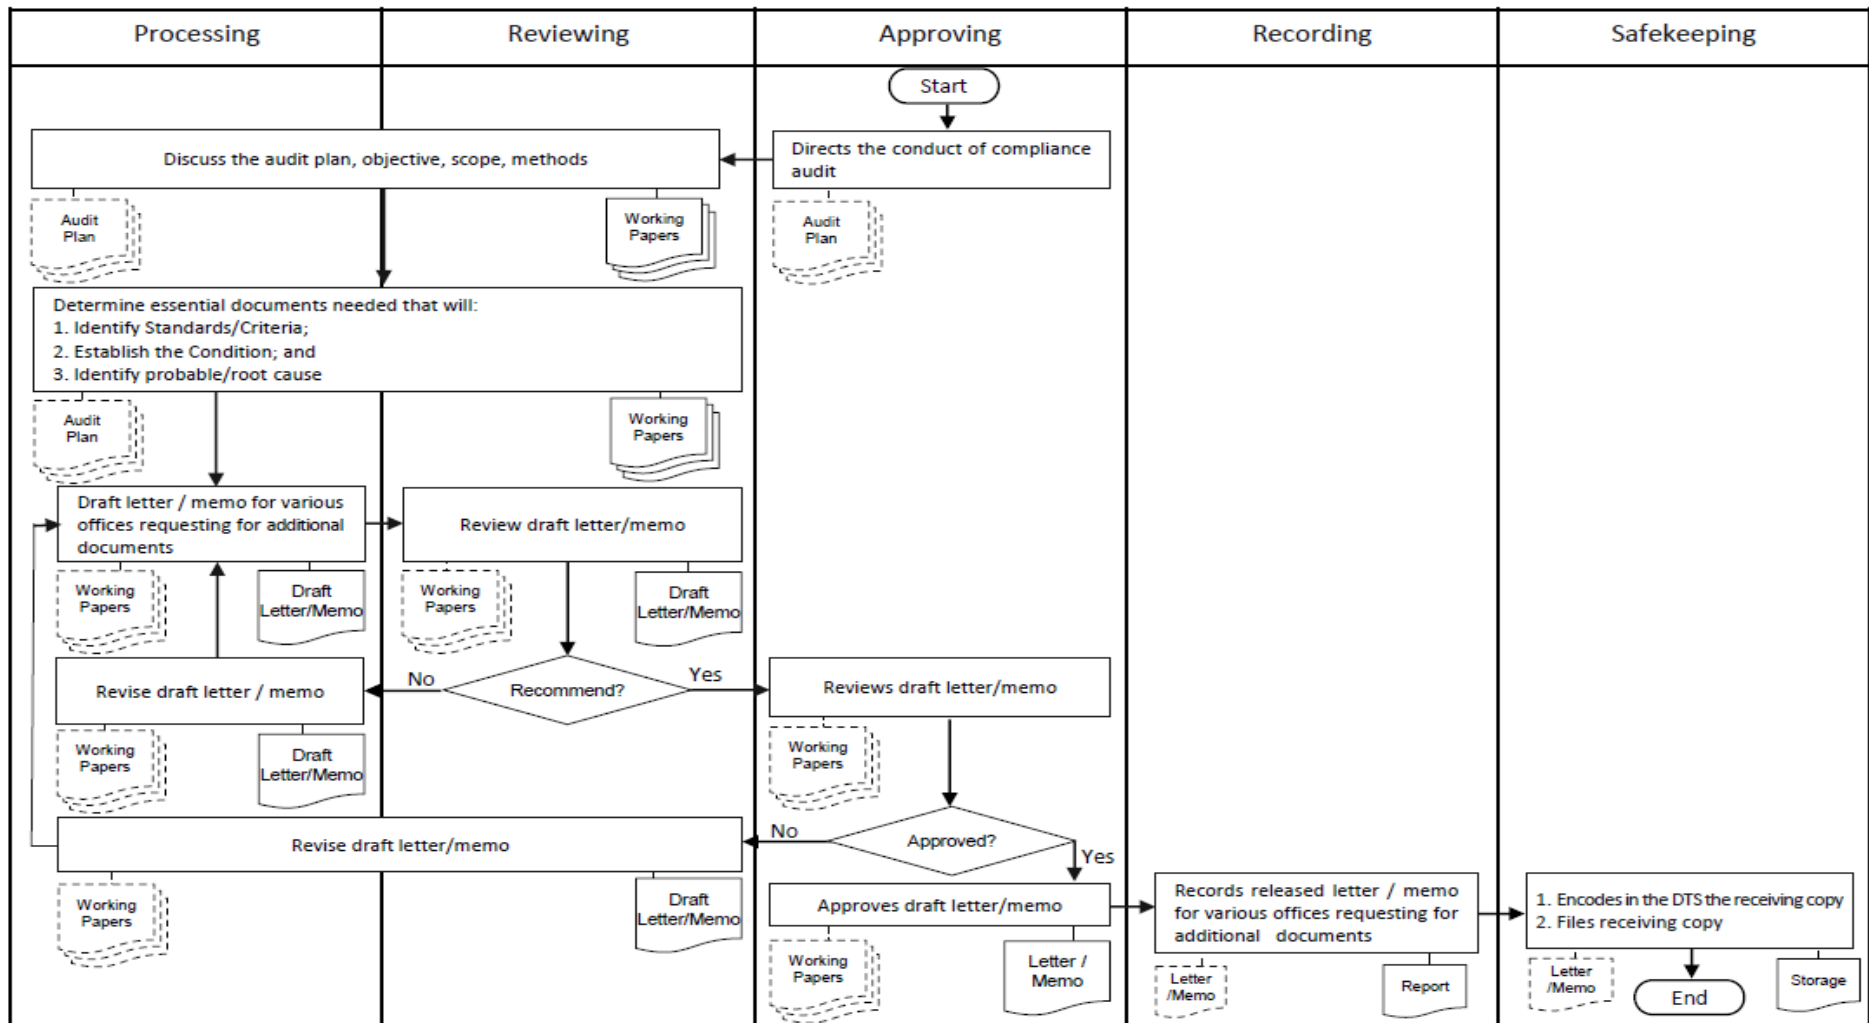 Processing
Reviewing
Approving
Recording
Safekeeping
Start
Discuss the audit plan, objective, scope, methods
Directs the conduct of compliance
audit
Audit
Plan
Working
Papers
Audit
Plan
Determine essential documents needed that will:
1. Identify Standards/Criteria;
2. Establish the Condition; and
3. Identify probable/root cause
Audit
Plan
Working
Papers
Draft letter / memo for various
offices requesting for additional
documents
Review draft letter/memo
Working
Papers
Draft
Letter/Memo
Working
Papers
Draft
Letter/Memo
Revise draft letter / memo
No
Recommend?
Yes
Reviews draft letter/memo
Working
Papers
Draft
Letter/Memo
Working
Papers
Revise draft letter/memo
No
Approved?
Yes
Working
Papers
Draft
Letter/Memo
Approves draft letter/memo
Records released letter / memo
for various offices requesting for
additional documents
1. Encodes in the DTS the receiving copy
2. Files receiving copy
Working
Papers
Letter /
Memo
Letter
/Memo
Report
Letter
/Memo
End
Storage